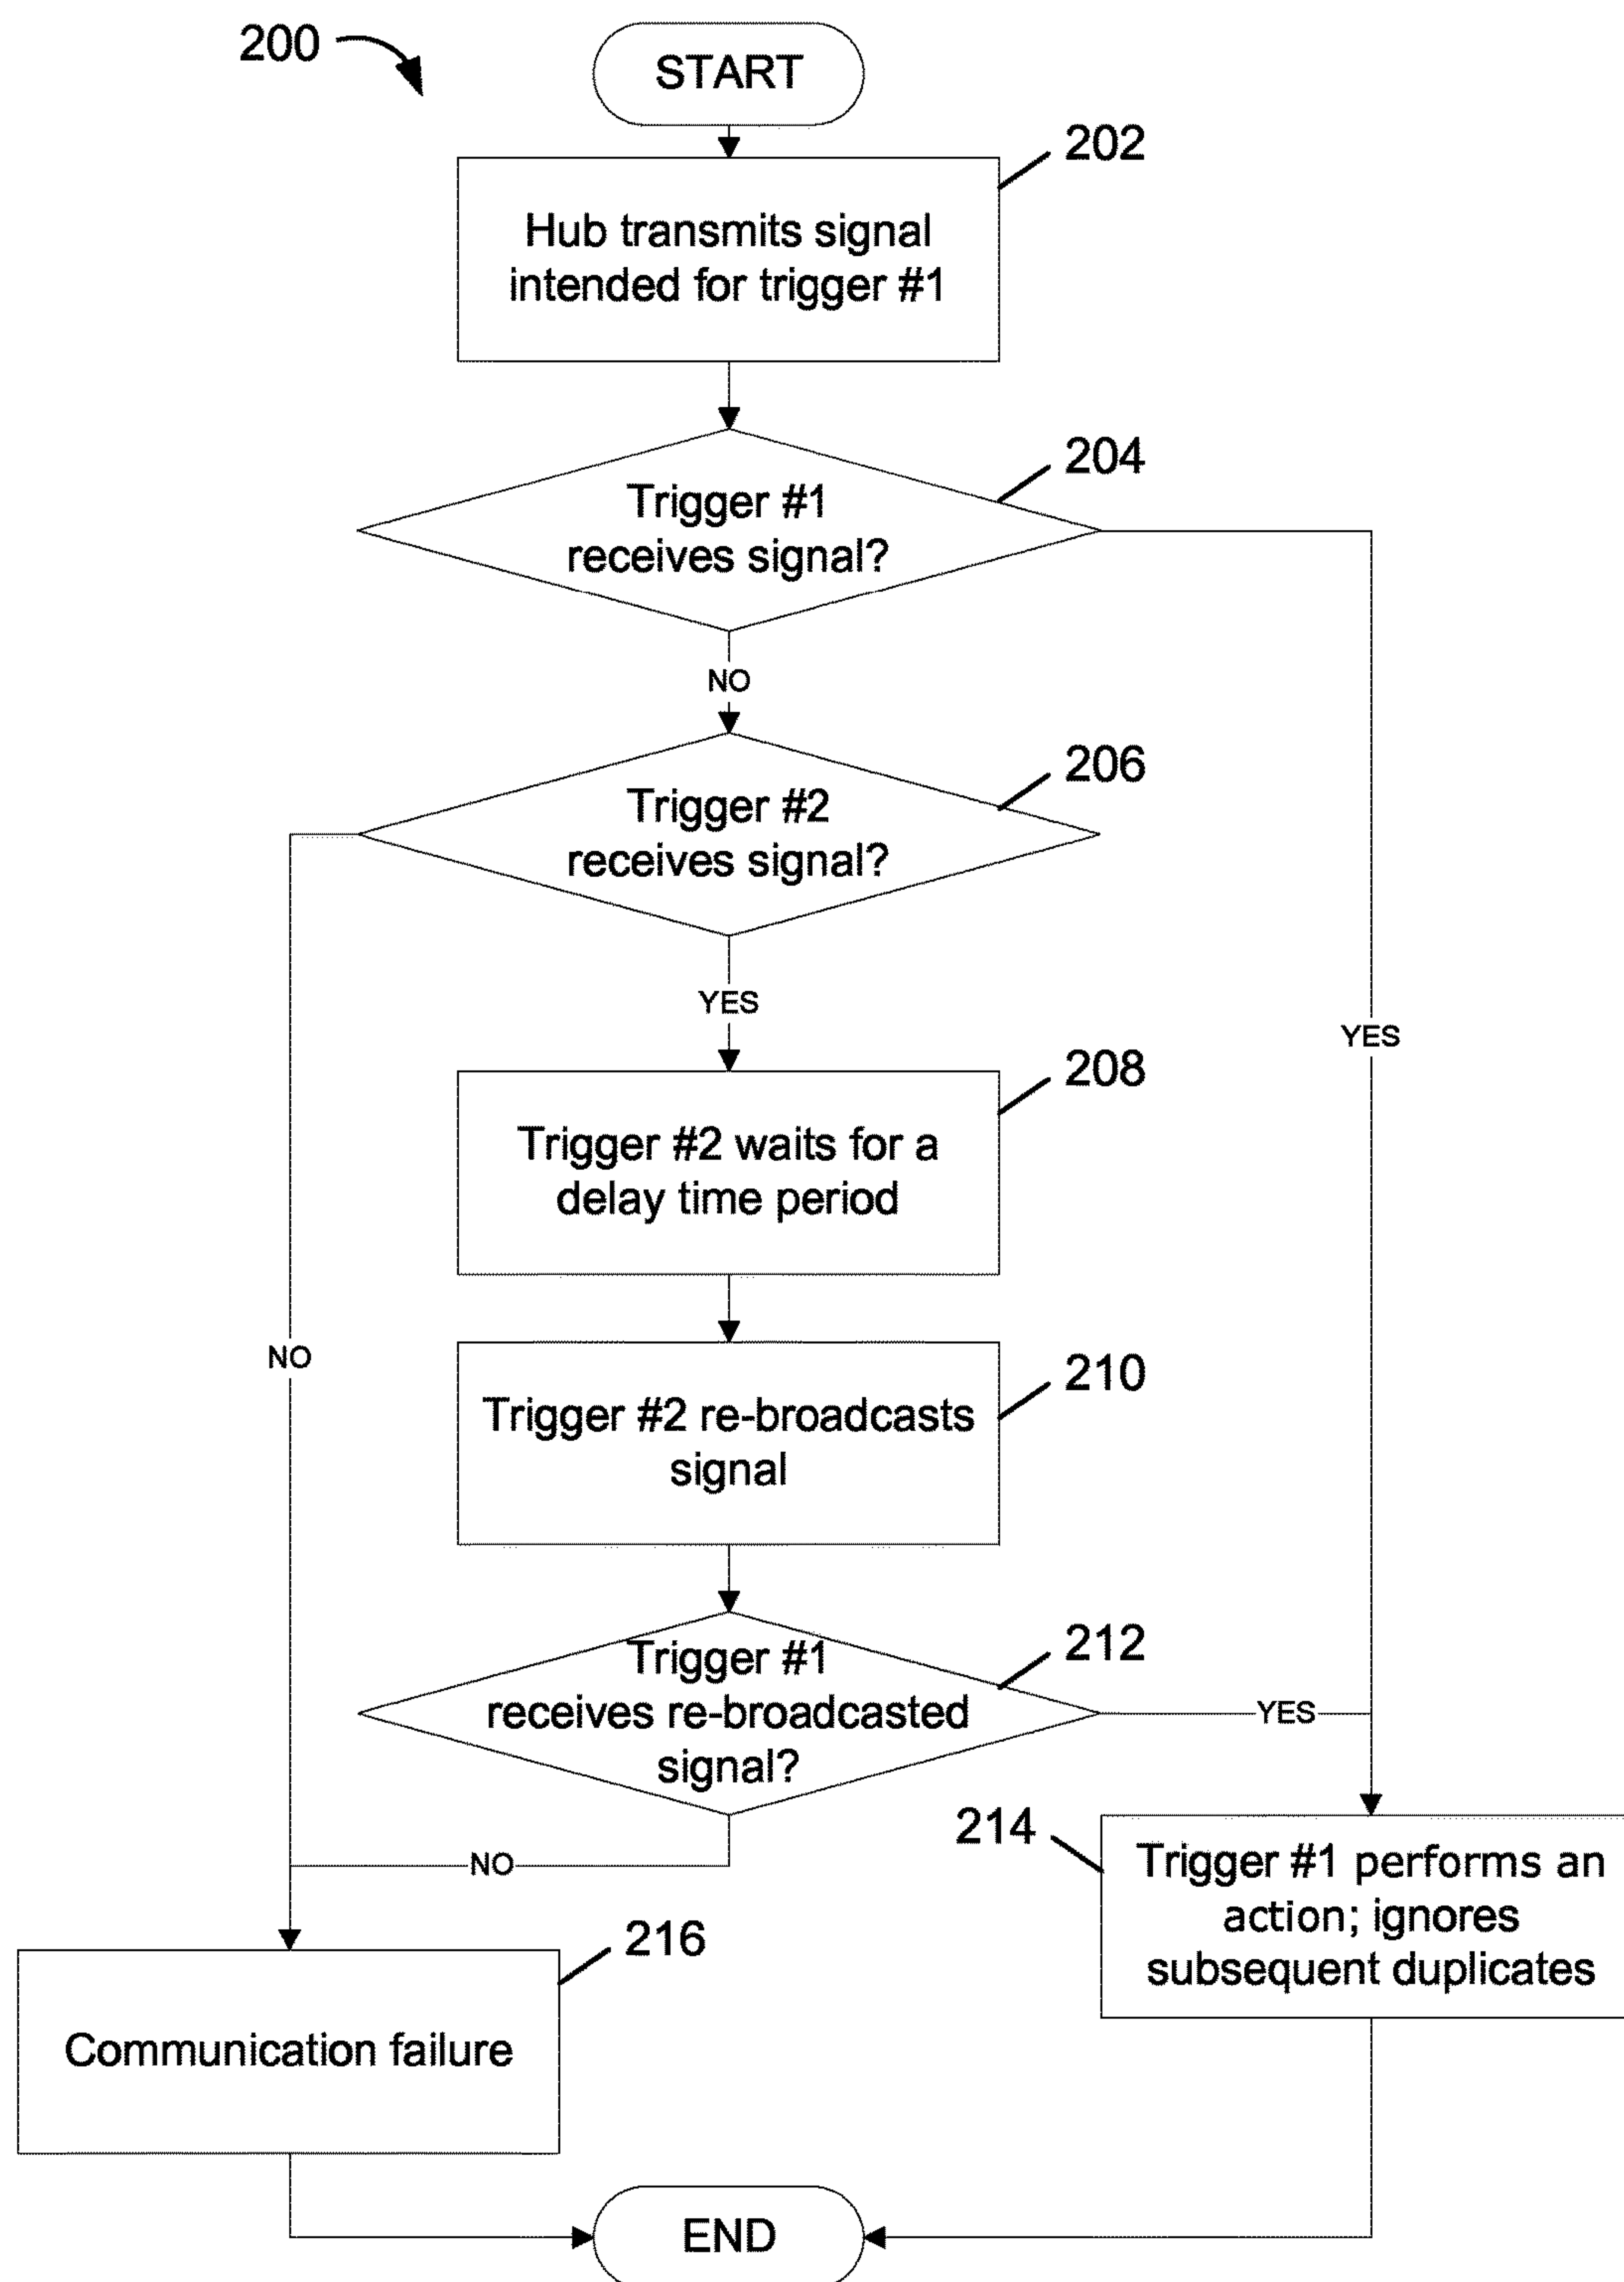 200
START
202
Hub transmits signal
intended for trigger #1
204
Trigger #1
receives signal?
NO
206
Trigger #2
receives signal?
YES
YES
208
Trigger #2 waits for a
delay time period
NO
210
Trigger #2 re-broadcasts
signal
212
Trigger #1
receives re-broadcasted
signal?
YES
NO
214
Trigger #1 performs an
action; ignores
subsequent duplicates
216
Communication failure
END